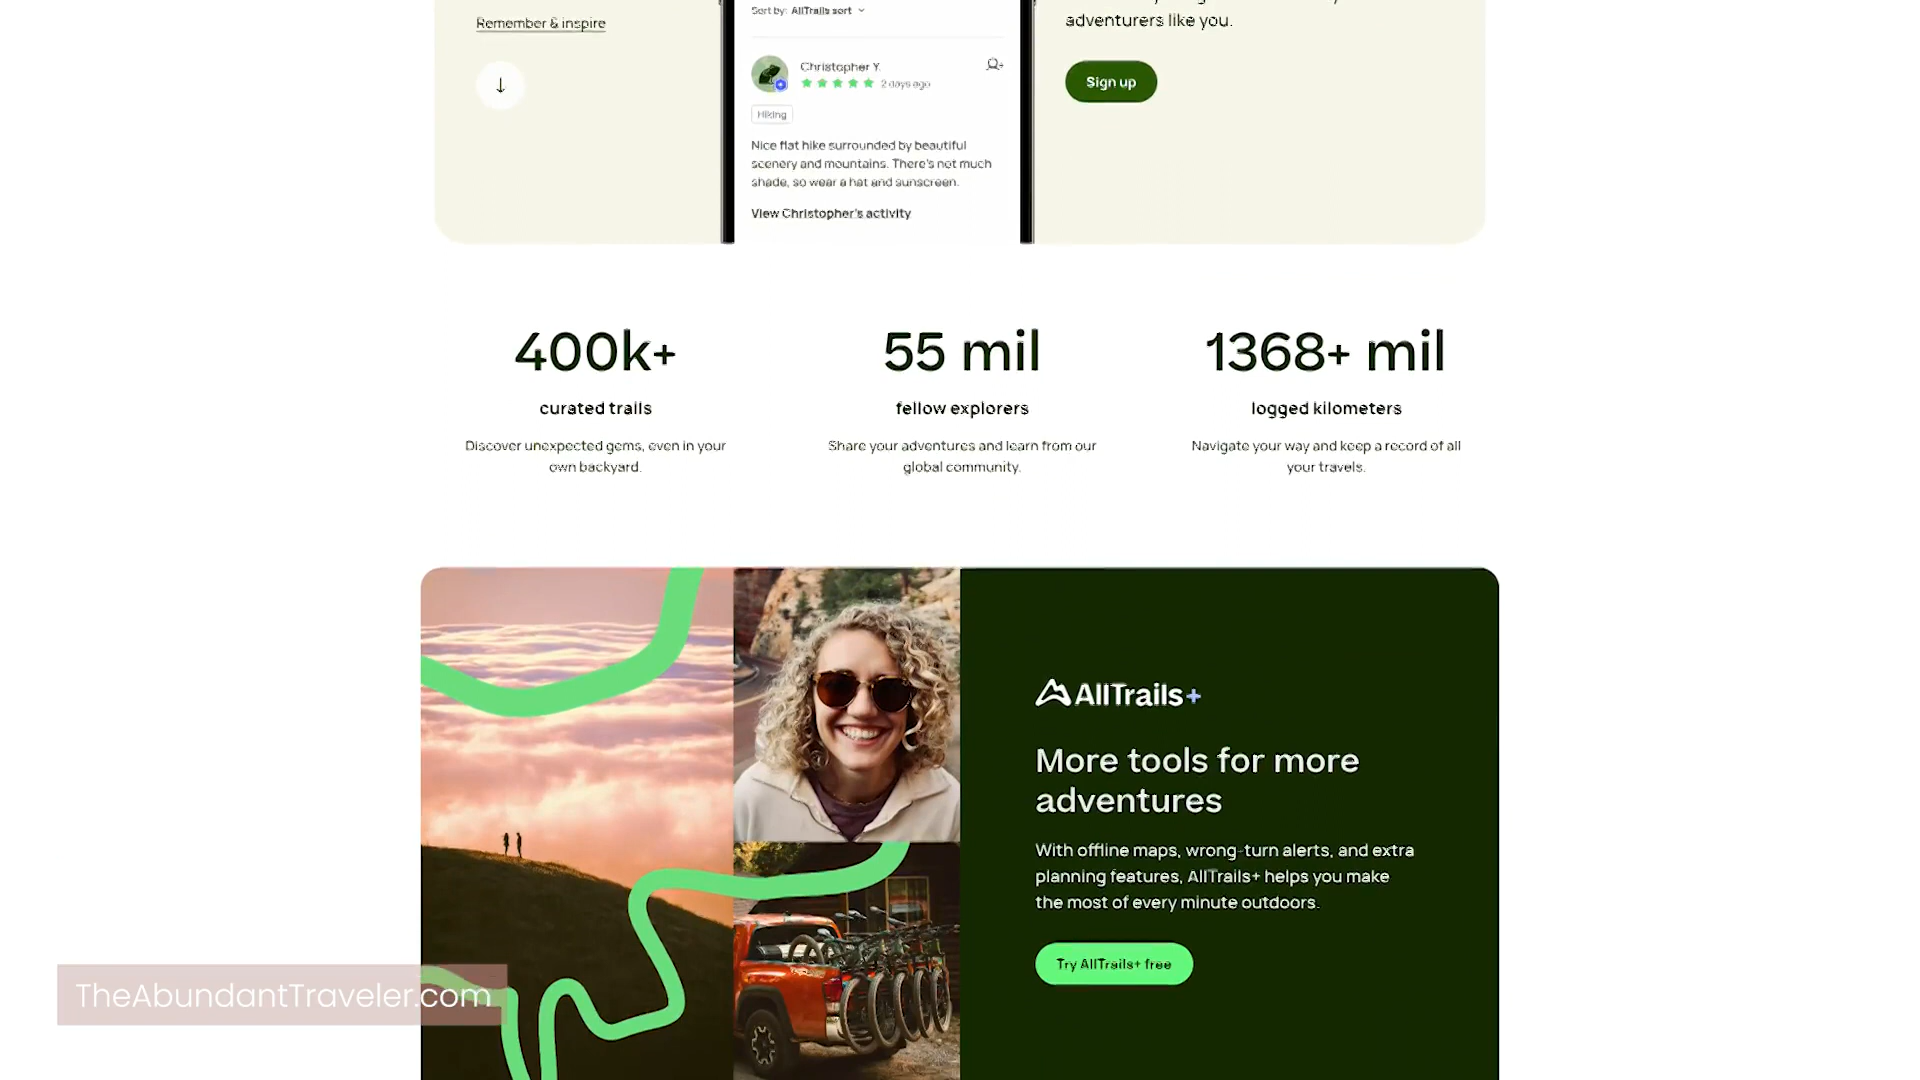 Remember & inspire
Sort by: AllTrails sort
Christopher Y.
2 days ago
Hiking
Nice flat hike surrounded by beautiful
scenery and mountains. There's not much
shade, so wear a hat and sunscreen.
View Christopher's activity
adventurers like you.
Sign up
400k+
curated trails
Discover unexpected gems, even in your
own backyard.
55 mil
fellow explorers
Share your adventures and learn from our
global community.
1368+ mil
logged kilometers
Navigate your way and keep a record of all
your travels.
AllTrails+
More tools for more
adventures
With offline maps, wrong-turn alerts, and extra
planning features, AllTrails+ helps you make
the most of every minute outdoors.
Try AllTrails+ free
TheAbundantTraveler.com